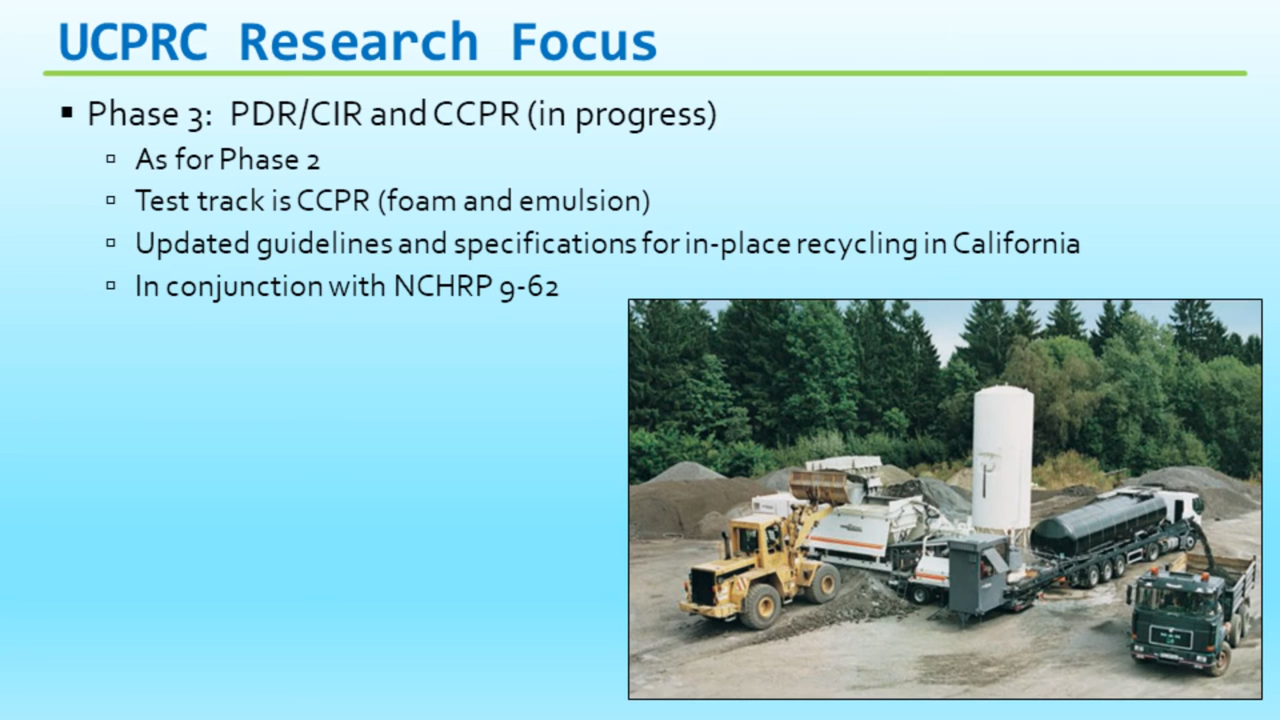 UCPRC Research Focus
▪ Phase 3: PDR/CIR and CCPR (in progress)
▫ As for Phase 2
▫ Test track is CCPR (foam and emulsion)
▫ Updated guidelines and specifications for in-place recycling in California
▫ In conjunction with NCHRP 9-62